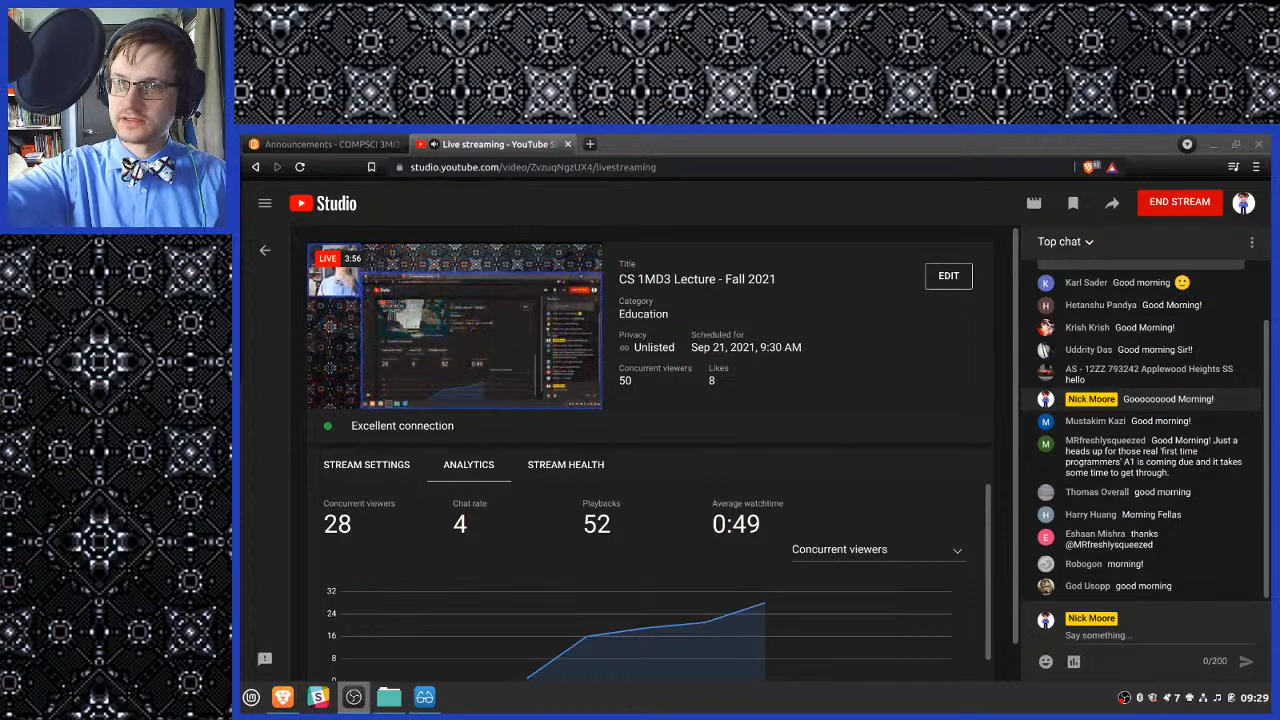 Announcements - COMPSCI 3MI3
Live streaming - YouTube S
studio.youtube.com/video/ZvzuqNgzUX4/livestreaming
Studio
END STREAM
LIVE 3:56
Title
CS 1MD3 Lecture - Fall 2021
EDIT
Category
Education
Privacy
Unlisted
Scheduled for
Sep 21, 2021, 9:30 AM
Concurrent viewers
50
Likes
8
Excellent connection
STREAM SETTINGS
ANALYTICS
STREAM HEALTH
Concurrent viewers
28
Chat rate
4
Playbacks
52
Average watchtime
0:49
Concurrent viewers
32
24
16
8
0
Top chat
Karl Sader Good morning
Hetanshu Pandya Good Morning!
Krish Krish Good Morning!
Uddrity Das Good morning Sir!!
AS - 12ZZ 793242 Applewood Heights SS
hello
Nick Moore Gooooooood Morning!
Mustakim Kazi Good morning!
MRfreshlysqueezed Good Morning! Just a
heads up for those real 'first time
programmers' A1 is coming due and it takes
some time to get through.
Thomas Overall good morning
Harry Huang Morning Fellas
Eshaan Mishra thanks
@MRfreshlysqueezed
Robogon morning!
God Usopp good morning
Nick Moore
Say something...
0/200
7
09:29